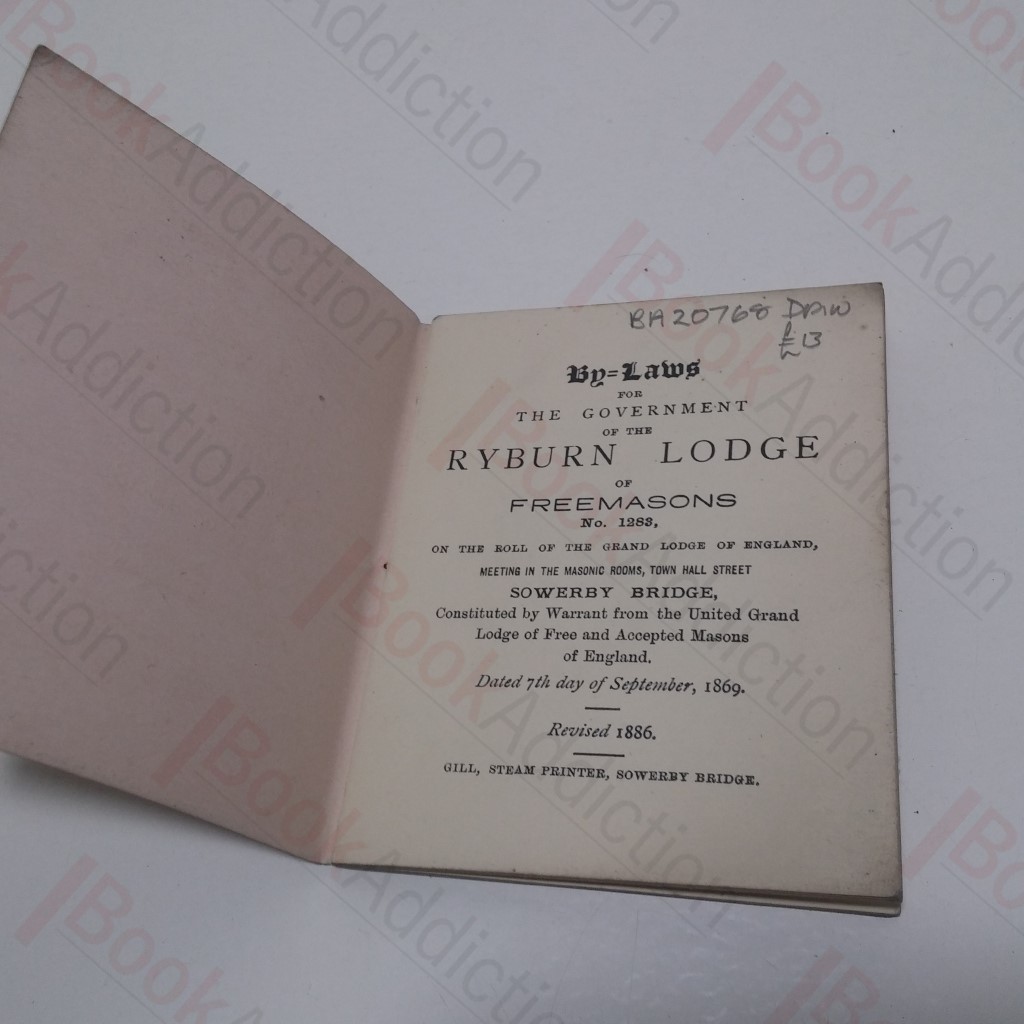 BA20768 DRAW
£13
By=Laws
FOR
THE GOVERNMENT
OF THE
RYBURN LODGE
OF
FREEMASONS
No. 1283,
ON THE ROLL OF THE GRAND LODGE OF ENGLAND,
MEETING IN THE MASONIC ROOMS, TOWN HALL STREET
SOWERBY BRIDGE,
Constituted by Warrant from the United Grand
Lodge of Free and Accepted Masons
of England.
Dated 7th day of September, 1869.
Revised 1886.
GILL, STEAM PRINTER, SOWERBY BRIDGE.
BookAddiction